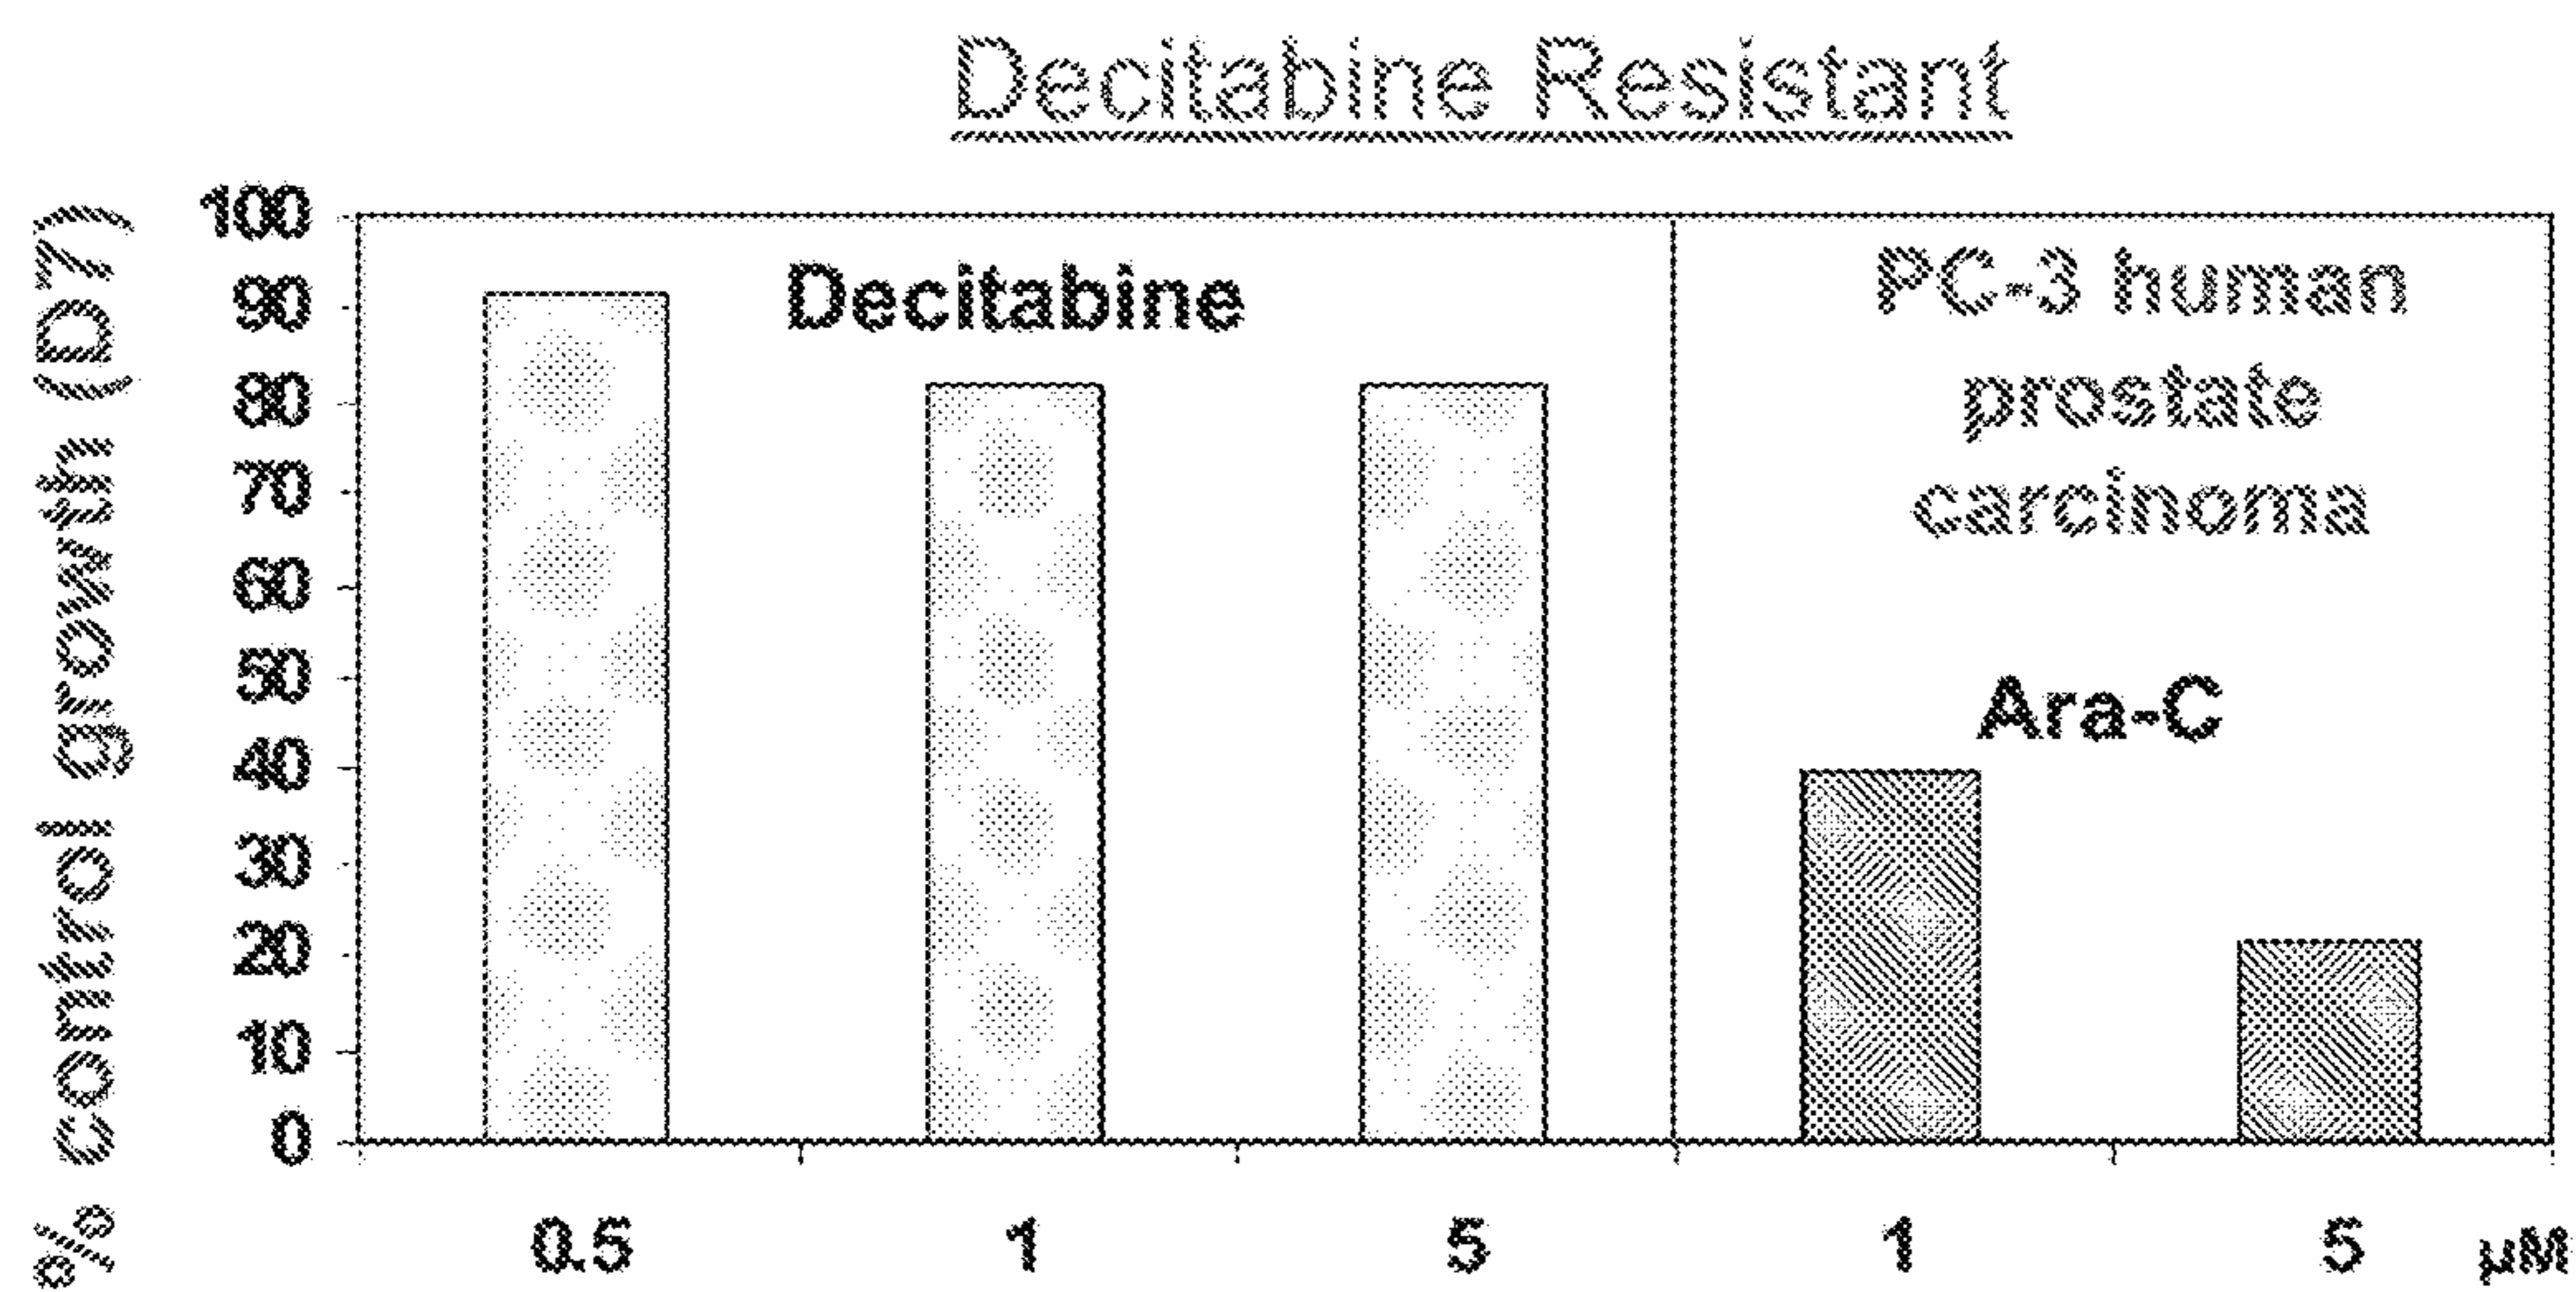 Decitabine Resistant
% control growth (D7)
100
90
80
70
60
50
40
30
20
10
0
Decitabine
PC-3 human
prostate
carcinoma
Ara-C
0.5 1 5 1 5 µM